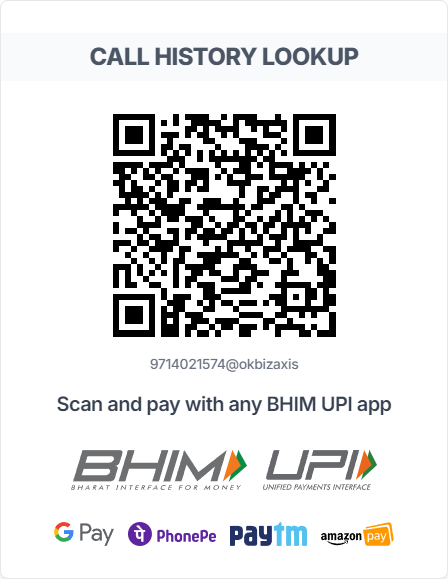 CALL HISTORY LOOKUP
9714021574@okbizaxis
Scan and pay with any BHIM UPI app
BHIM UPI
BHARAT INTERFACE FOR MONEY UNIFIED PAYMENTS INTERFACE
G Pay PhonePe Paytm amazon pay